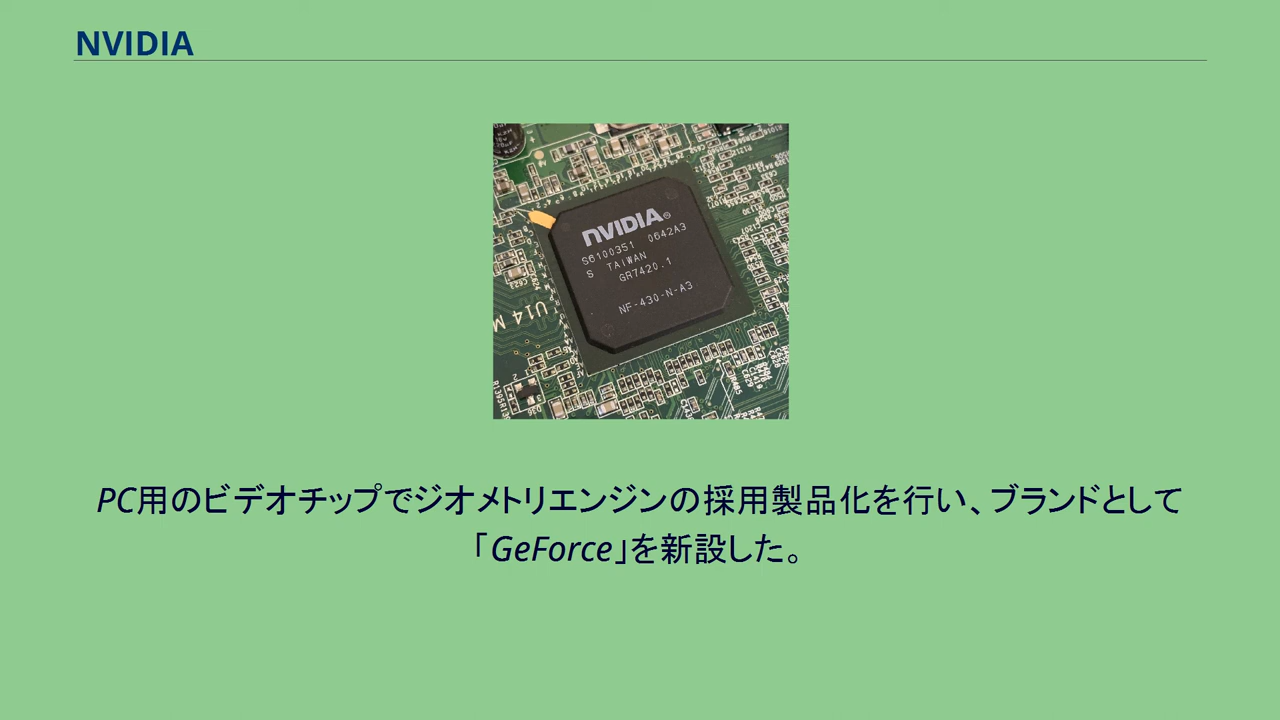 NVIDIA
NVIDIA
S6100351 0642A3
S TAIWAN
GR7420.1
NF-430-N-A3
U14 M
PC用のビデオチップでジオメトリエンジンの採用製品化を行い、ブランドとして
「GeForce」を新設した。